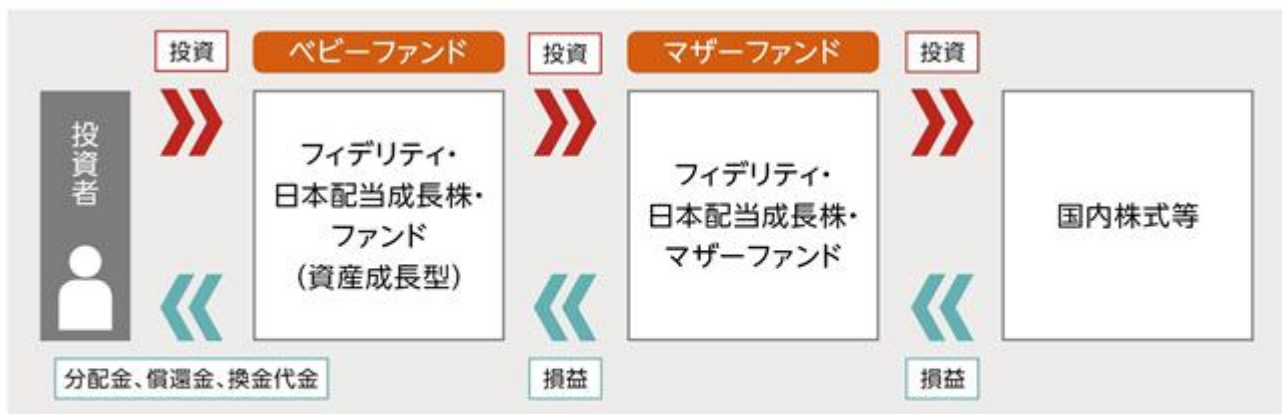 投資
ベビーファンド
投資
マザーファンド
投資
投資者
フィデリティ・
日本配当成長株・
ファンド
(資産成長型)
フィデリティ・
日本配当成長株・
マザーファンド
国内株式等
分配金、償還金、換金代金
損益
損益